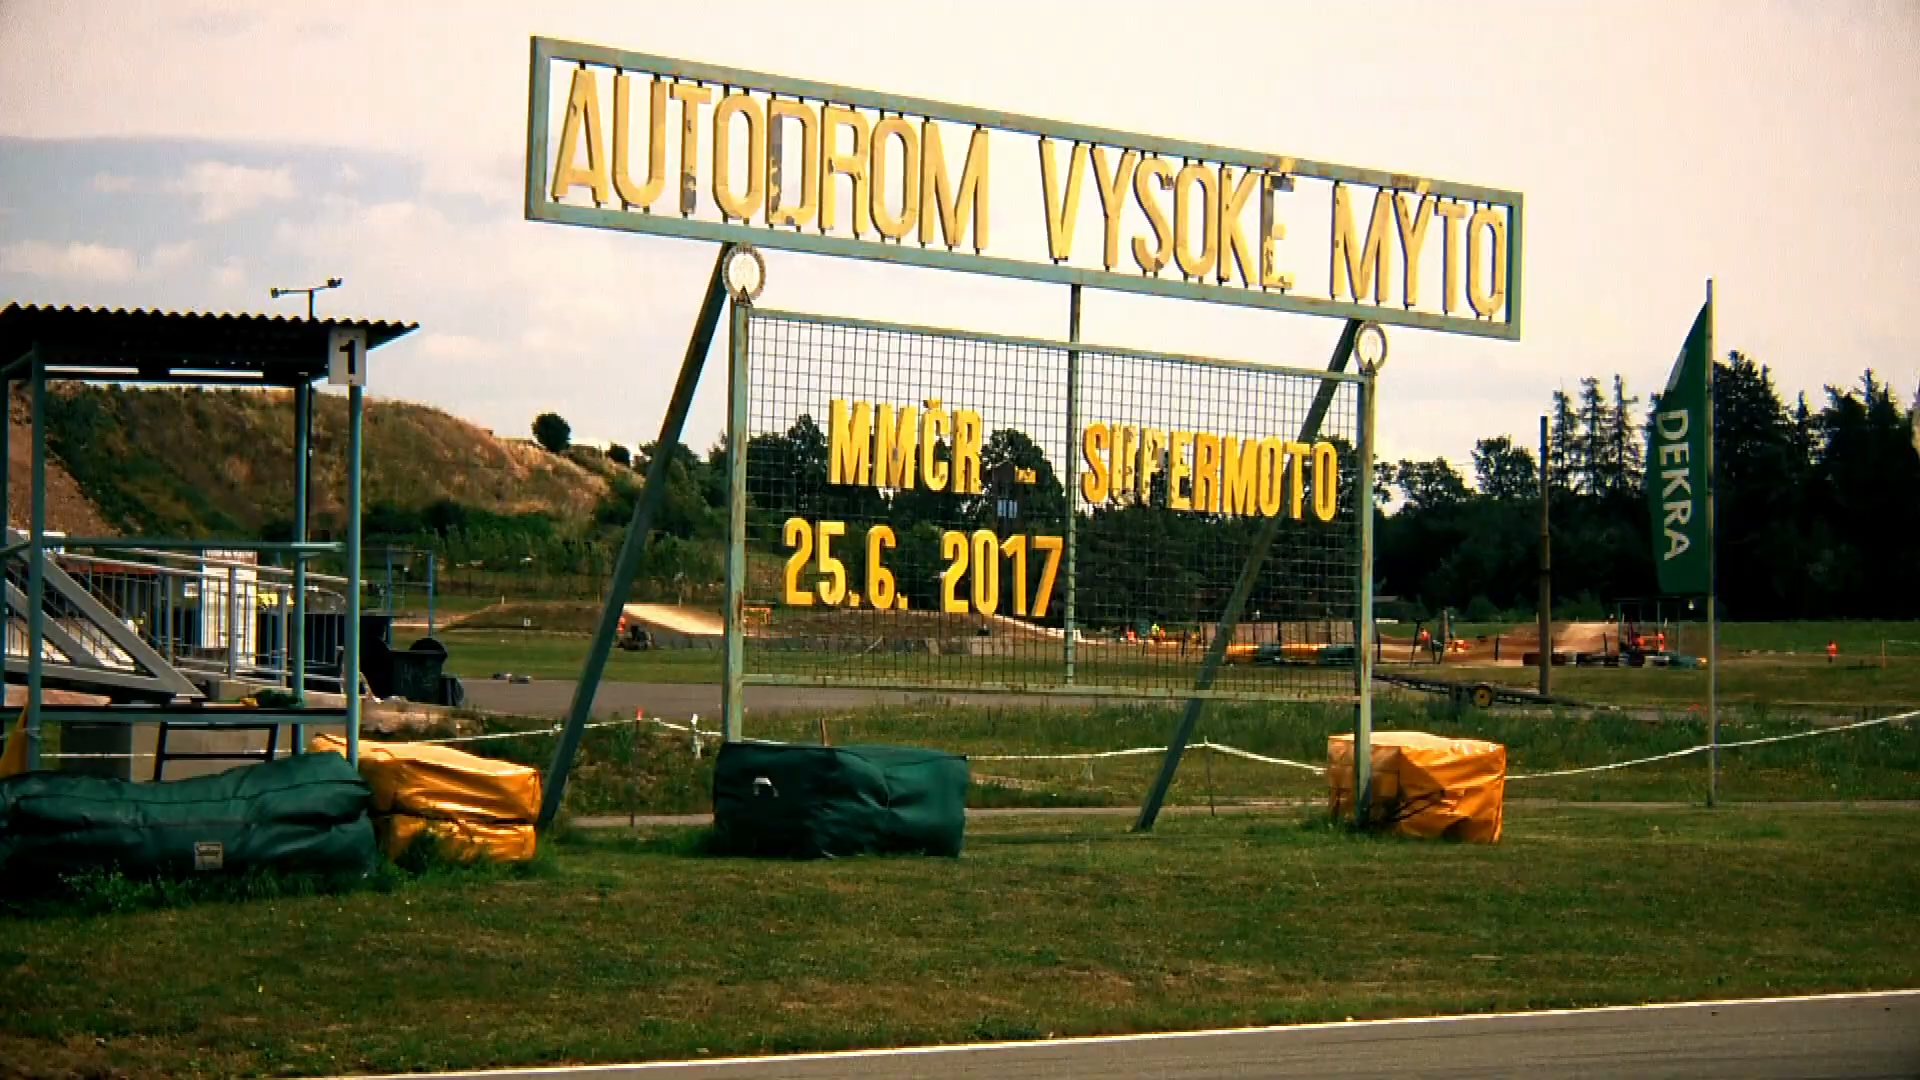 AUTODROM VYSOKÉ MÝTO
1
MMČR - SUPERMOTO
25.6. 2017
DEKRA